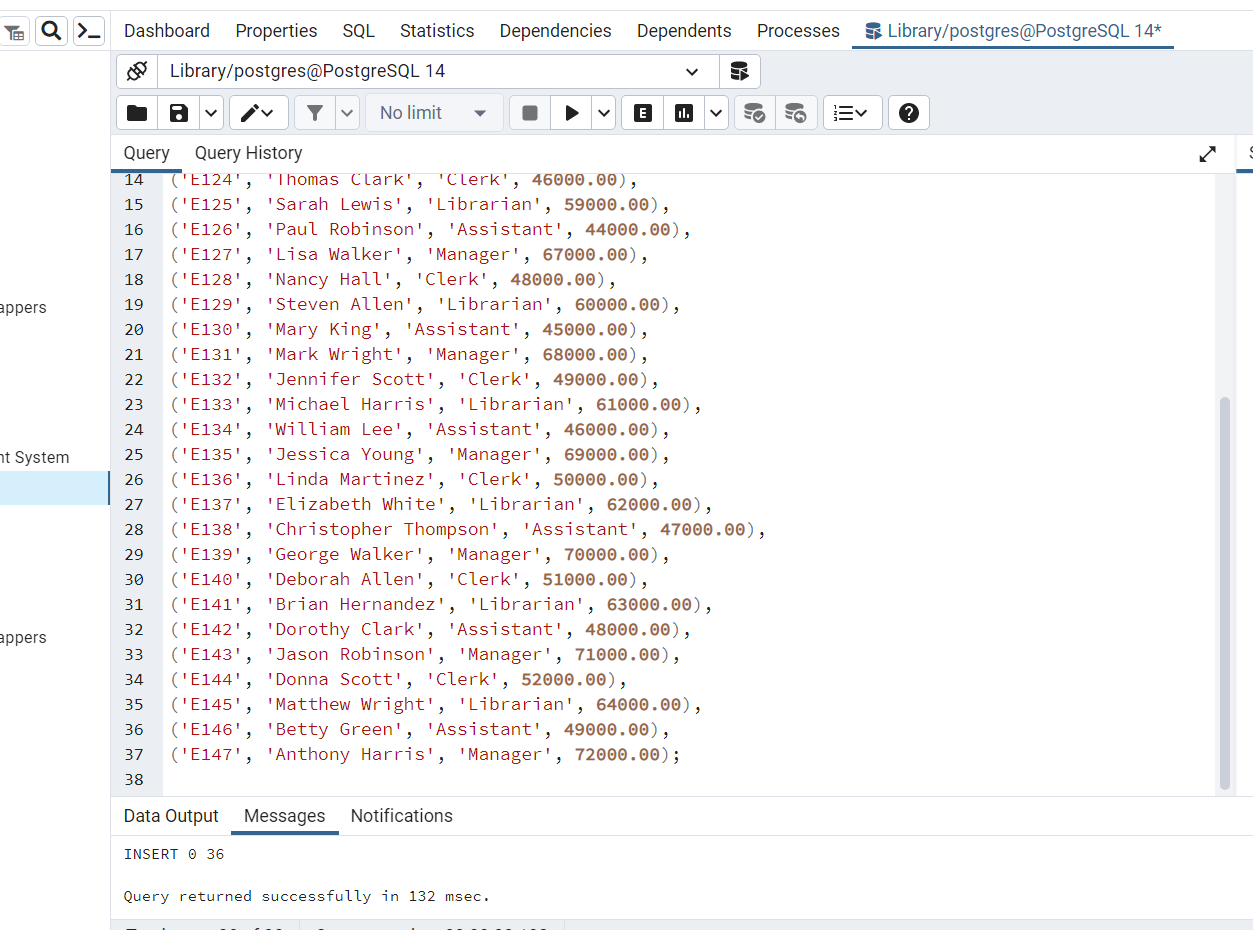 Dashboard Properties SQL Statistics Dependencies Dependents Processes Library/postgres@PostgreSQL 14*
Library/postgres@PostgreSQL 14
No limit
E
Query Query History
14 ('E124', 'Thomas Clark', 'Clerk', 46000.00),
15 ('E125', 'Sarah Lewis', 'Librarian', 59000.00),
16 ('E126', 'Paul Robinson', 'Assistant', 44000.00),
17 ('E127', 'Lisa Walker', 'Manager', 67000.00),
18 ('E128', 'Nancy Hall', 'Clerk', 48000.00),
19 ('E129', 'Steven Allen', 'Librarian', 60000.00),
appers
20 ('E130', 'Mary King', 'Assistant', 45000.00),
21 ('E131', 'Mark Wright', 'Manager', 68000.00),
22 ('E132', 'Jennifer Scott', 'Clerk', 49000.00),
23 ('E133', 'Michael Harris', 'Librarian', 61000.00),
24 ('E134', 'William Lee', 'Assistant', 46000.00),
25 ('E135', 'Jessica Young', 'Manager', 69000.00),
nt System
26 ('E136', 'Linda Martinez', 'Clerk', 50000.00),
27 ('E137', 'Elizabeth White', 'Librarian', 62000.00),
28 ('E138', 'Christopher Thompson', 'Assistant', 47000.00),
29 ('E139', 'George Walker', 'Manager', 70000.00),
30 ('E140', 'Deborah Allen', 'Clerk', 51000.00),
31 ('E141', 'Brian Hernandez', 'Librarian', 63000.00),
32 ('E142', 'Dorothy Clark', 'Assistant', 48000.00),
appers
33 ('E143', 'Jason Robinson', 'Manager', 71000.00),
34 ('E144', 'Donna Scott', 'Clerk', 52000.00),
35 ('E145', 'Matthew Wright', 'Librarian', 64000.00),
36 ('E146', 'Betty Green', 'Assistant', 49000.00),
37 ('E147', 'Anthony Harris', 'Manager', 72000.00);
38
Data Output Messages Notifications
INSERT 0 36
Query returned successfully in 132 msec.